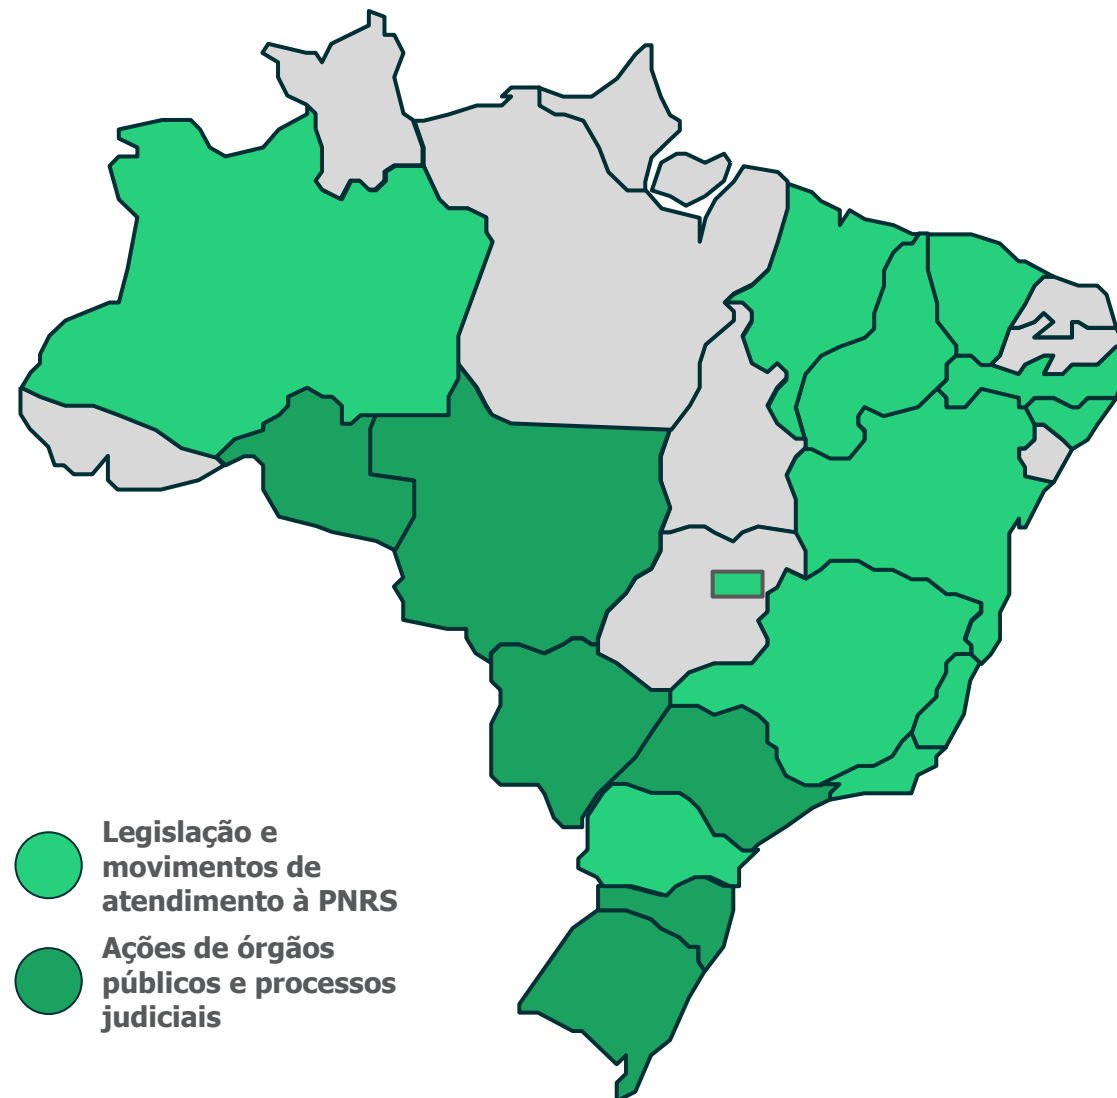 Legislação e
movimentos de
atendimento à PNRS
Ações de órgãos
públicos e processos
judiciais